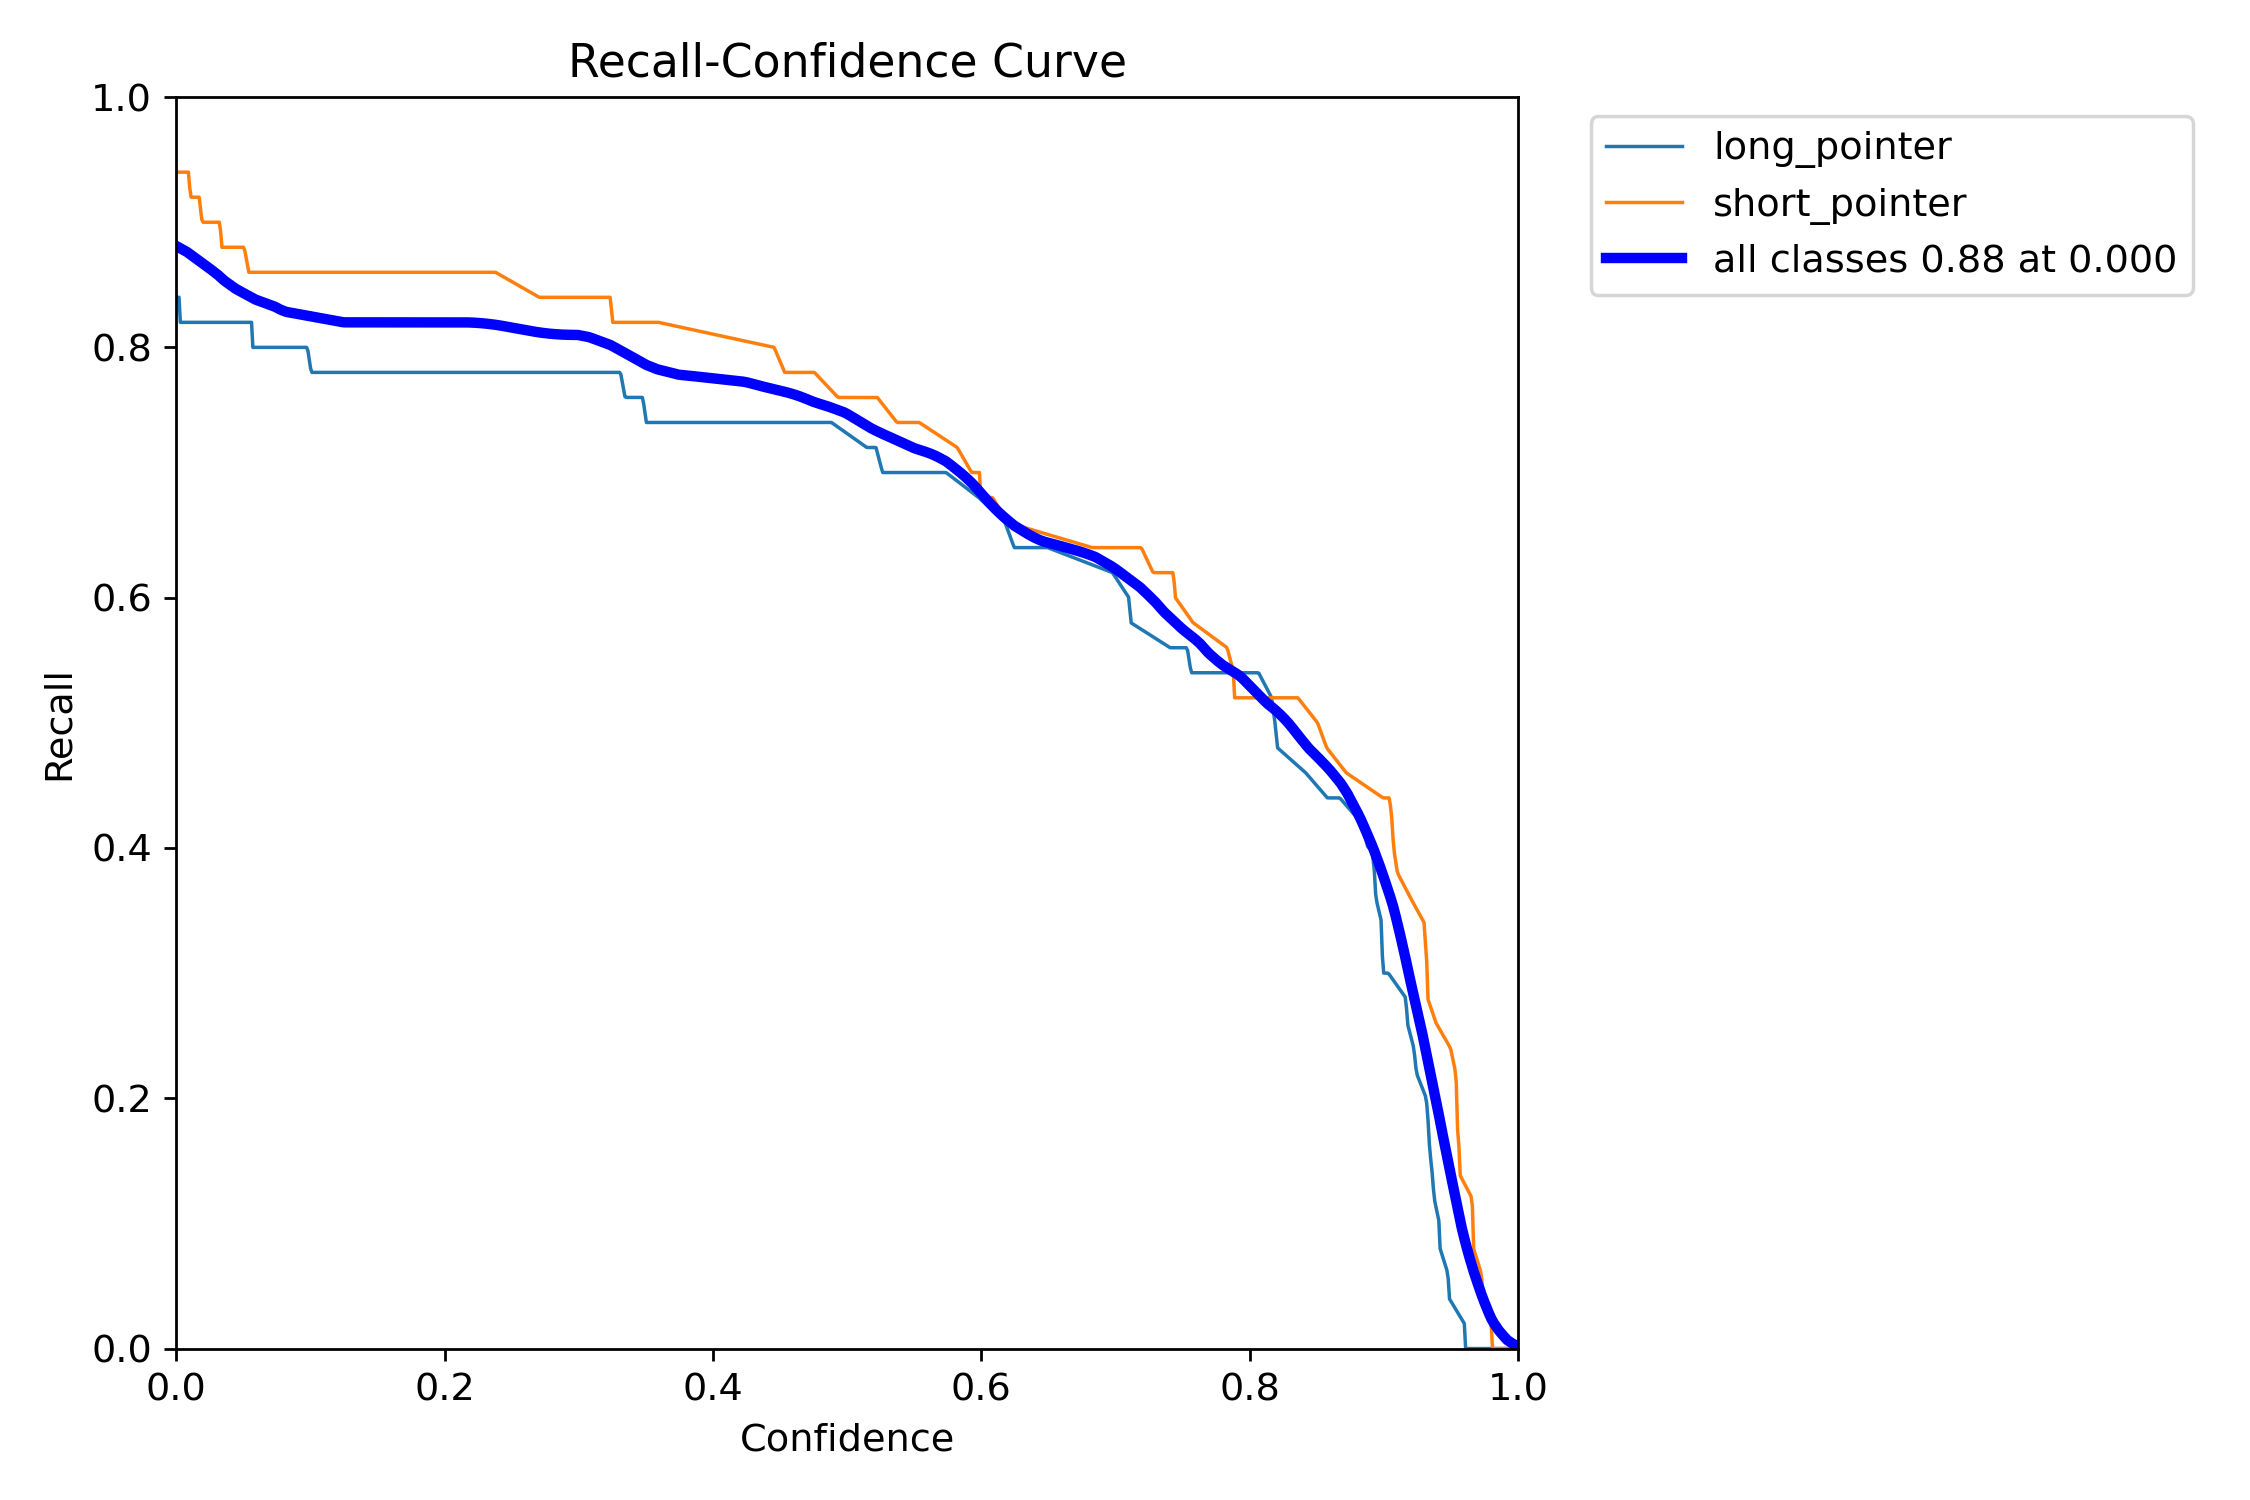 Recall-Confidence Curve
1.0
0.8
0.6
0.4
0.2
0.0
Recall
0.0 0.2 0.4 0.6 0.8 1.0
Confidence
long_pointer
short_pointer
all classes 0.88 at 0.000